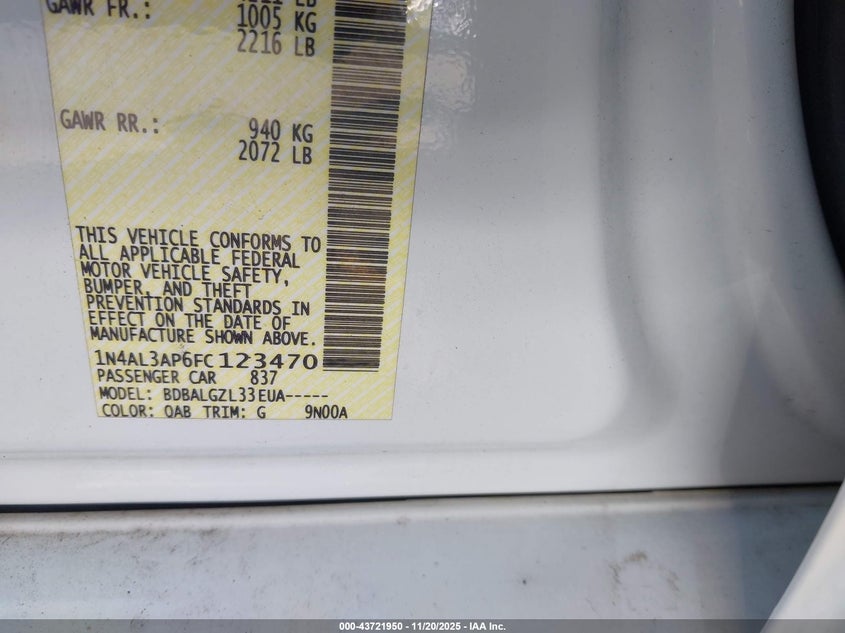 GAWR FR.: 1005 KG
2216 LB
GAWR RR.: 940 KG
2072 LB
THIS VEHICLE CONFORMS TO
ALL APPLICABLE FEDERAL
MOTOR VEHICLE SAFETY,
BUMPER, AND THEFT
PREVENTION STANDARDS IN
EFFECT ON THE DATE OF
MANUFACTURE SHOWN ABOVE.
1N4AL3AP6FC123470
PASSENGER CAR 837
MODEL: BDBALGZL33EUA-----
COLOR: QAB TRIM: G 9N00A
000-43721950 - 11/20/2025 - IAA Inc.